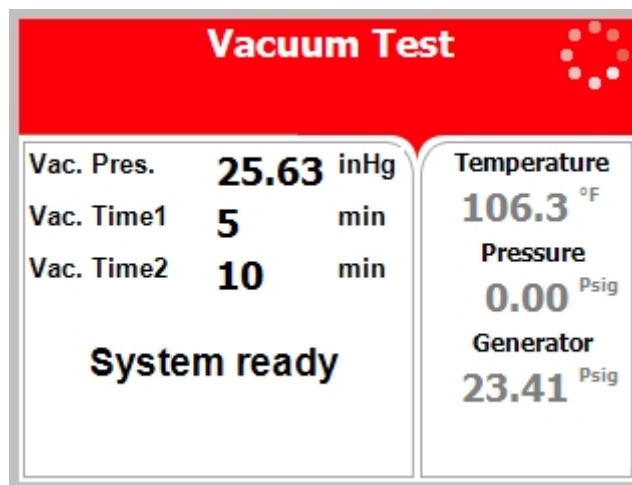 Vacuum Test
Vac. Pres. 25.63 inHg
Vac. Time1 5 min
Vac. Time2 10 min
System ready
Temperature
106.3 °F
Pressure
0.00 Psig
Generator
23.41 Psig